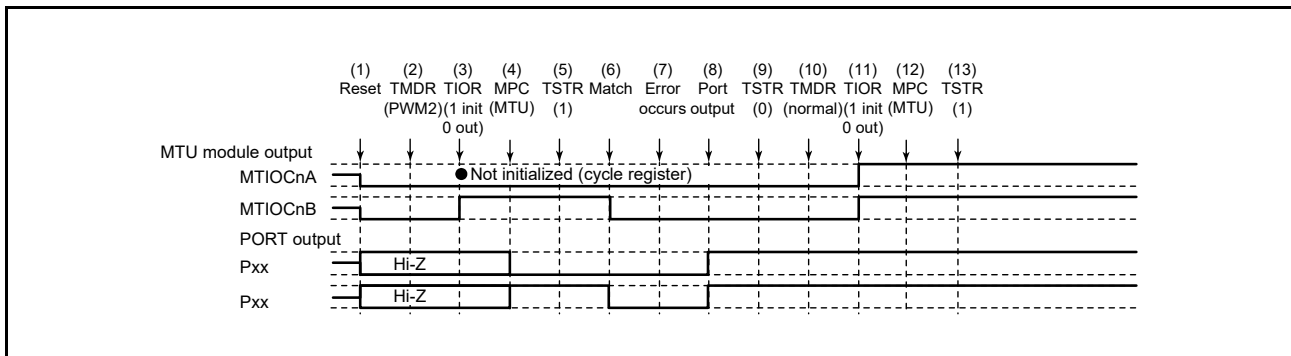 (1) (2) (3) (4) (5) (6) (7) (8) (9) (10) (11) (12) (13)
Reset TMDR TIOR MPC TSTR Match Error Port TSTR TMDR TIOR MPC TSTR
(PWM2) (1 init (MTU) (1) occurs output (0) (normal) (1 init (MTU) (1)
0 out) 0 out)
MTU module output
MTIOCnA ●Not initialized (cycle register)
MTIOCnB
PORT output
Pxx Hi-Z
Pxx Hi-Z